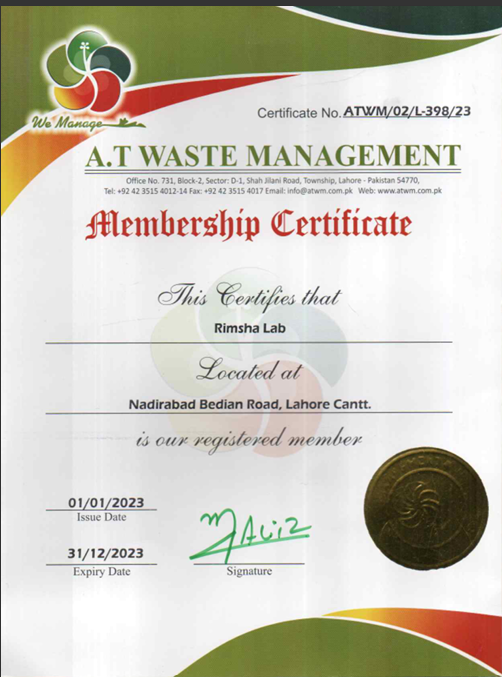 We Manage
Certificate No. ATWM/02/L-398/23
A.T WASTE MANAGEMENT
Office No. 731, Block-2, Sector: D-1, Shah Jilani Road, Township, Lahore - Pakistan 54770,
Tel: +92 42 3515 4012-14 Fax: +92 42 3515 4017 Email: info@atwm.com.pk Web: www.atwm.com.pk
Membership Certificate
This Certifies that
Rimsha Lab
Located at
Nadirabad Bedian Road, Lahore Cantt.
is our registered member
01/01/2023
Issue Date
31/12/2023
Expiry Date
Signature